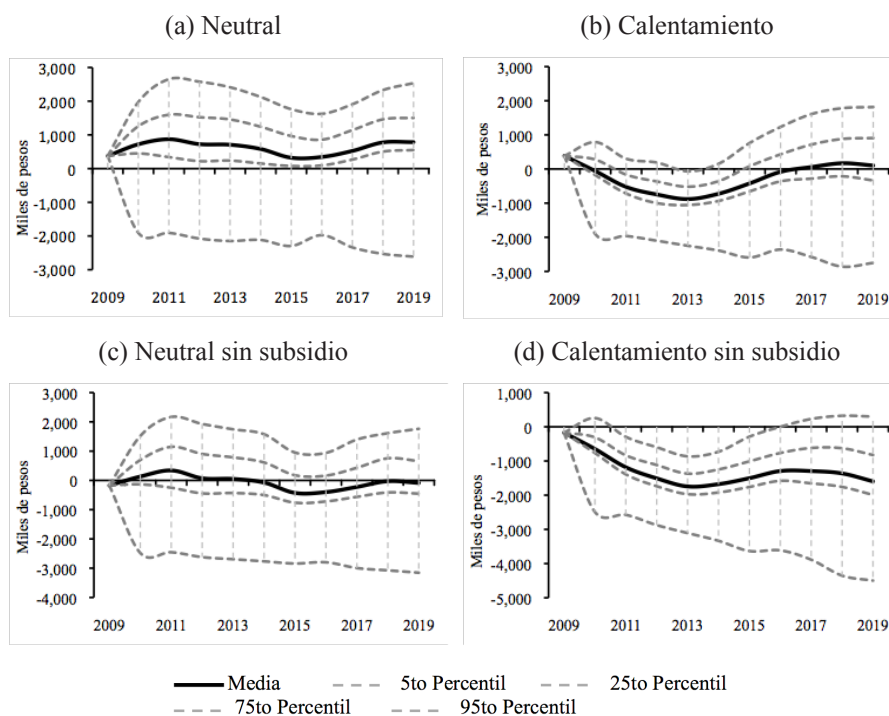 (a) Neutral
3,000
2,000
1,000
0
-1,000
-2,000
-3,000
Miles de pesos
2009 2011 2013 2015 2017 2019
(b) Calentamiento
3,000
2,000
1,000
0
-1,000
-2,000
-3,000
Miles de pesos
2009 2011 2013 2015 2017 2019
(c) Neutral sin subsidio
3,000
2,000
1,000
0
-1,000
-2,000
-3,000
-4,000
Miles de pesos
2009 2011 2013 2015 2017 2019
(d) Calentamiento sin subsidio
1,000
0
-1,000
-2,000
-3,000
-4,000
-5,000
Miles de pesos
2009 2011 2013 2015 2017 2019
Media 5to Percentil 25to Percentil
75to Percentil 95to Percentil